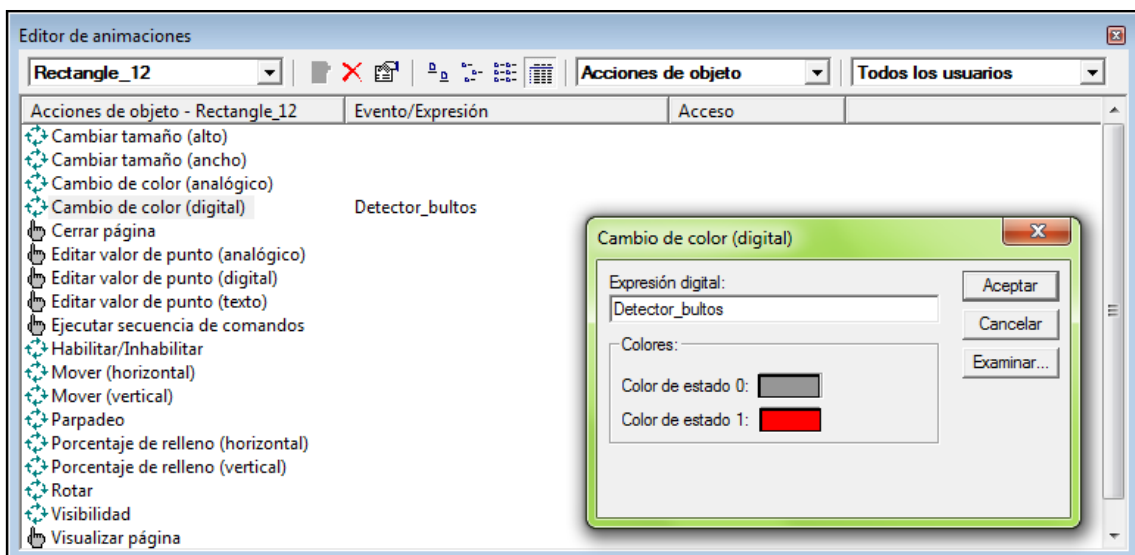 Editor de animaciones
Rectangle_12 Acciones de objeto Todos los usuarios
Acciones de objeto - Rectangle_12 Evento/Expresión Acceso
Cambiar tamaño (alto)
Cambiar tamaño (ancho)
Cambio de color (analógico)
Cambio de color (digital) Detector_bultos
Cerrar página
Editar valor de punto (analógico)
Editar valor de punto (digital)
Editar valor de punto (texto)
Ejecutar secuencia de comandos
Habilitar/Inhabilitar
Mover (horizontal)
Mover (vertical)
Parpadeo
Porcentaje de relleno (horizontal)
Porcentaje de relleno (vertical)
Rotar
Visibilidad
Visualizar página
Cambio de color (digital)
Expresión digital:
Detector_bultos
Colores:
Color de estado 0:
Color de estado 1:
Aceptar
Cancelar
Examinar...